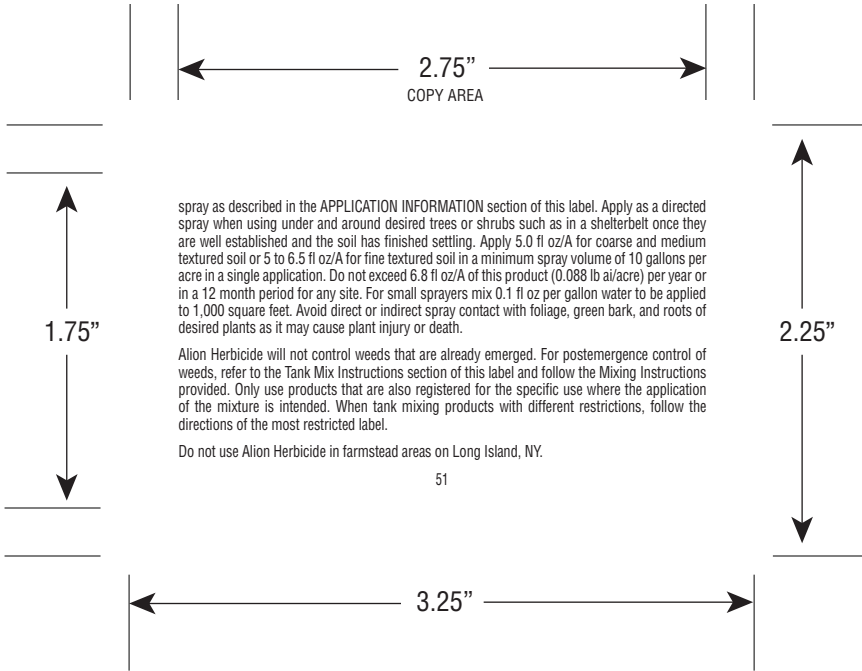 2.75”
COPY AREA
spray as described in the APPLICATION INFORMATION section of this label. Apply as a directed
spray when using under and around desired trees or shrubs such as in a shelterbelt once they
are well established and the soil has finished settling. Apply 5.0 fl oz/A for coarse and medium
textured soil or 5 to 6.5 fl oz/A for fine textured soil in a minimum spray volume of 10 gallons per
acre in a single application. Do not exceed 6.8 fl oz/A of this product (0.088 lb ai/acre) per year or
in a 12 month period for any site. For small sprayers mix 0.1 fl oz per gallon water to be applied
to 1,000 square feet. Avoid direct or indirect spray contact with foliage, green bark, and roots of
desired plants as it may cause plant injury or death.
1.75”
2.25”
Alion Herbicide will not control weeds that are already emerged. For postemergence control of
weeds, refer to the Tank Mix Instructions section of this label and follow the Mixing Instructions
provided. Only use products that are also registered for the specific use where the application
of the mixture is intended. When tank mixing products with different restrictions, follow the
directions of the most restricted label.
Do not use Alion Herbicide in farmstead areas on Long Island, NY.
51
3.25”